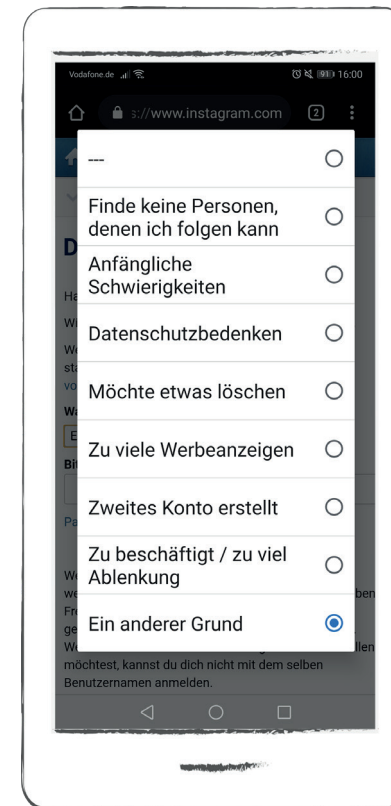 Vodafone.de 91 16:00
s://www.instagram.com 2
---
Finde keine Personen,
denen ich folgen kann
Anfängliche
Schwierigkeiten
Datenschutzbedenken
Möchte etwas löschen
Zu viele Werbeanzeigen
Zweites Konto erstellt
Zu beschäftigt / zu viel
Ablenkung
Ein anderer Grund
möchtest, kannst du dich nicht mit dem selben
Benutzernamen anmelden.